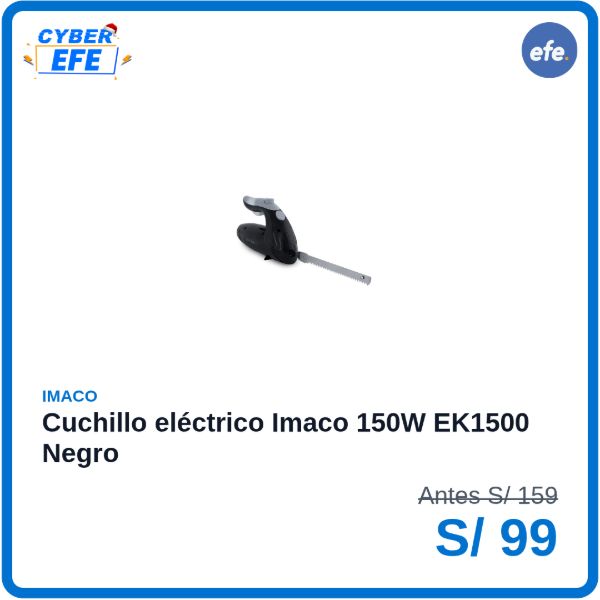 CYBER
EFE
efe.
IMACO
Cuchillo eléctrico Imaco 150W EK1500
Negro
Antes S/ 159
S/ 99